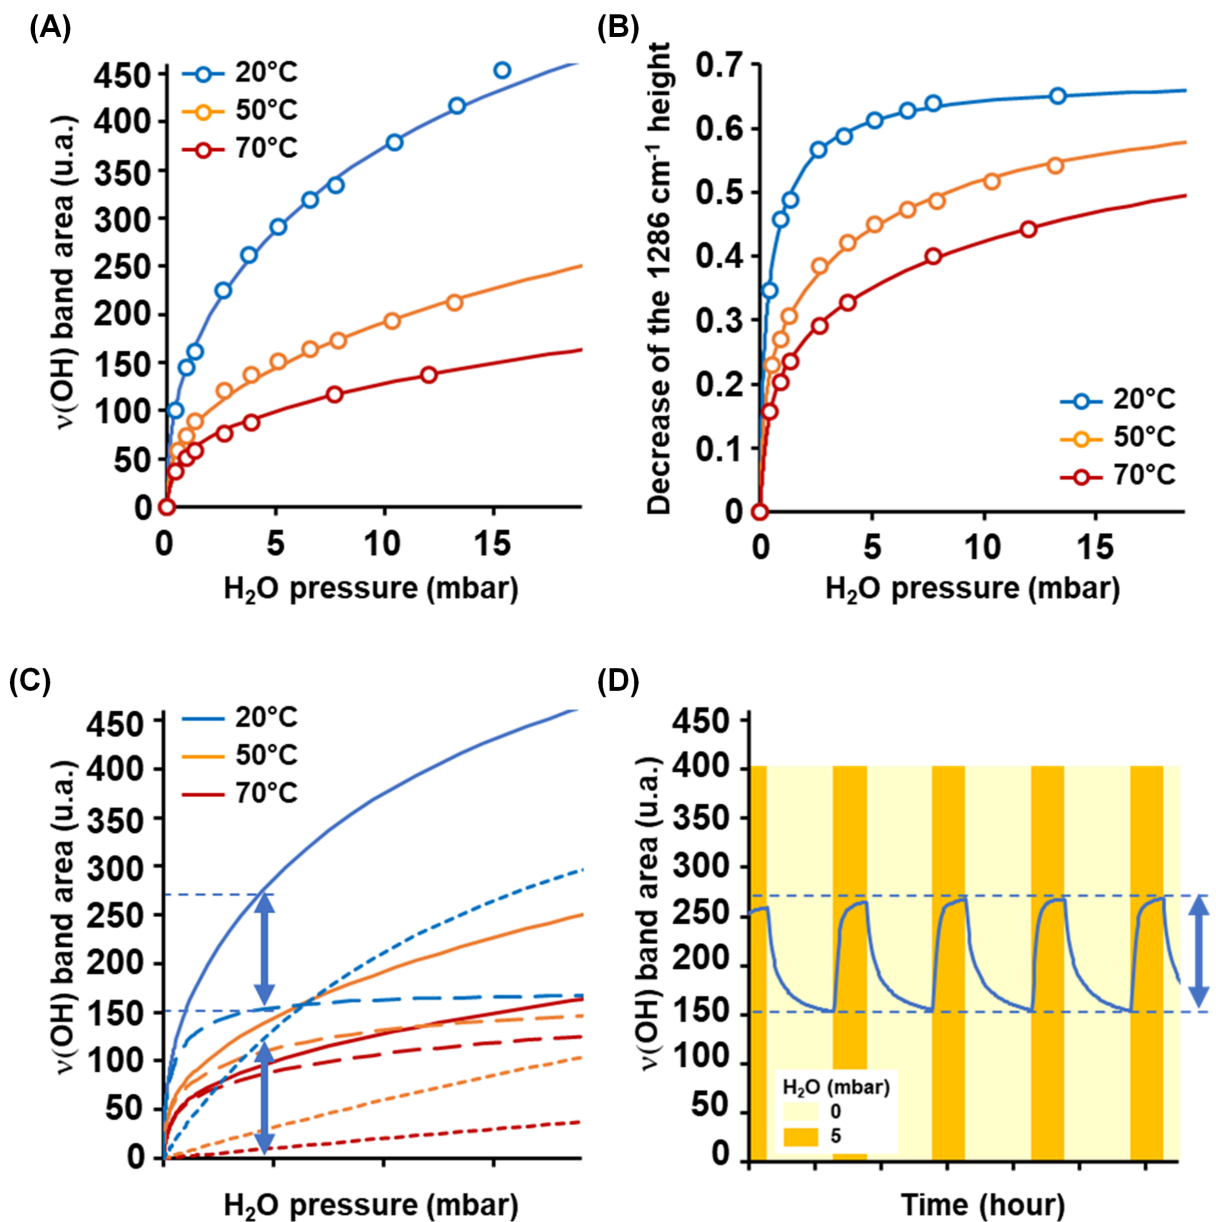 (A)
450
400
350
300
250
200
150
100
50
0
0 5 10 15
ν(OH) band area (u.a.)
H₂O pressure (mbar)
20°C
50°C
70°C
(B)
0.7
0.6
0.5
0.4
0.3
0.2
0.1
0
0 5 10 15
Decrease of the 1286 cm⁻¹ height
H₂O pressure (mbar)
20°C
50°C
70°C
(C)
450
400
350
300
250
200
150
100
50
0
ν(OH) band area (u.a.)
H₂O pressure (mbar)
20°C
50°C
70°C
(D)
450
400
350
300
250
200
150
100
50
0
ν(OH) band area (u.a.)
H₂O (mbar)
0
5
Time (hour)